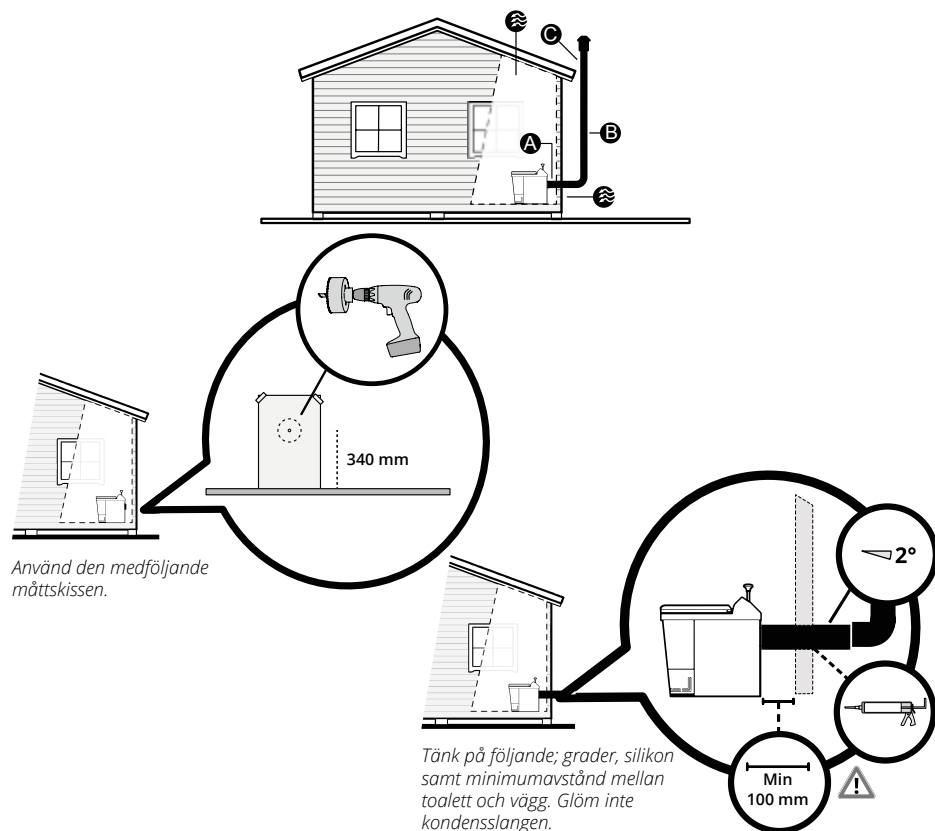 C
B
A
340 mm
Använd den medföljande
måttskissen.
2°
Tänk på följande; grader, silikon
samt minimumavstånd mellan
toalett och vägg. Glöm inte
kondensslangen.
Min
100 mm
!